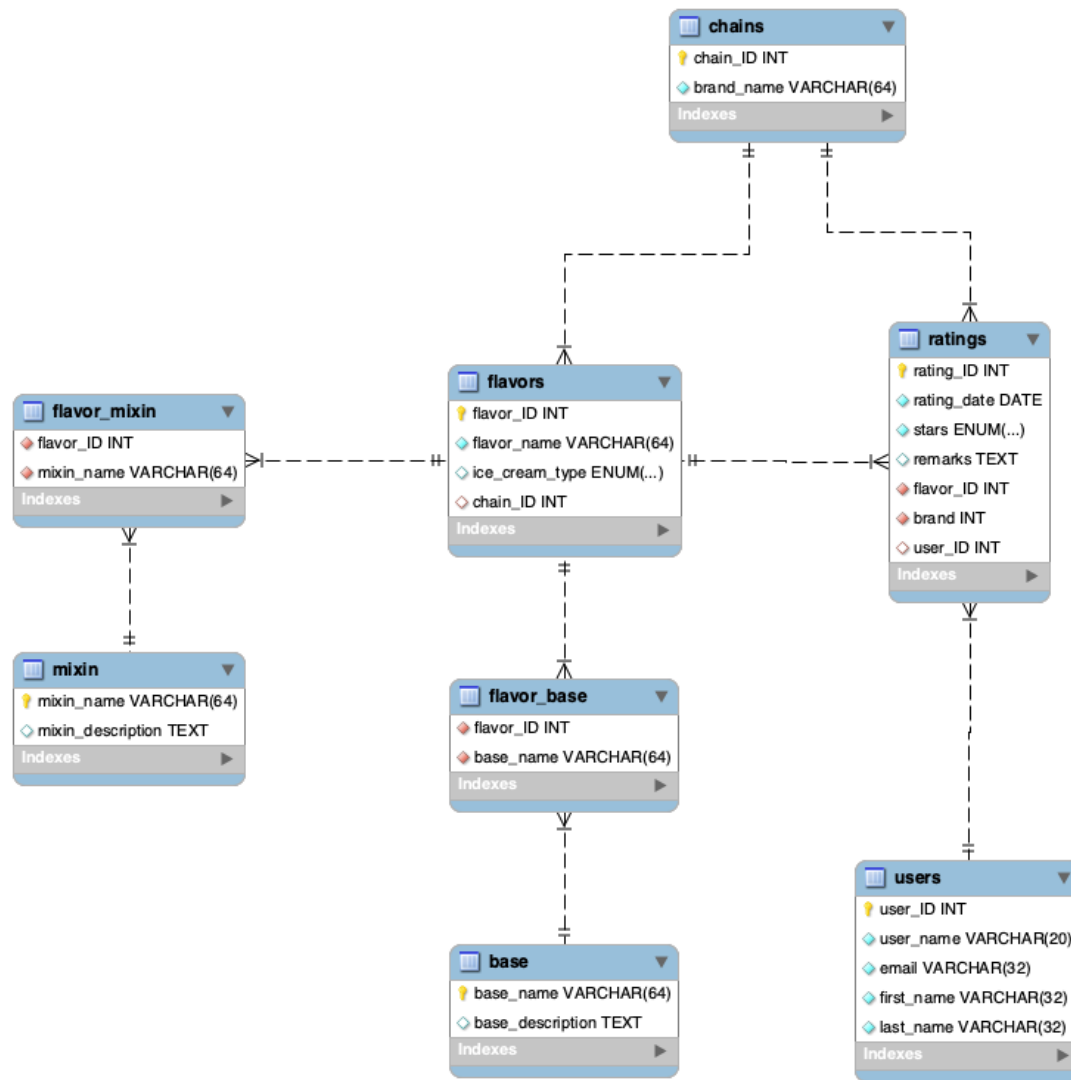 chains
chain_ID INT
brand_name VARCHAR(64)
Indexes
ratings
rating_ID INT
rating_date DATE
stars ENUM(...)
remarks TEXT
flavor_ID INT
brand INT
user_ID INT
Indexes
flavors
flavor_ID INT
flavor_name VARCHAR(64)
ice_cream_type ENUM(...)
chain_ID INT
Indexes
flavor_mixin
flavor_ID INT
mixin_name VARCHAR(64)
Indexes
mixin
mixin_name VARCHAR(64)
mixin_description TEXT
Indexes
flavor_base
flavor_ID INT
base_name VARCHAR(64)
Indexes
base
base_name VARCHAR(64)
base_description TEXT
Indexes
users
user_ID INT
user_name VARCHAR(20)
email VARCHAR(32)
first_name VARCHAR(32)
last_name VARCHAR(32)
Indexes